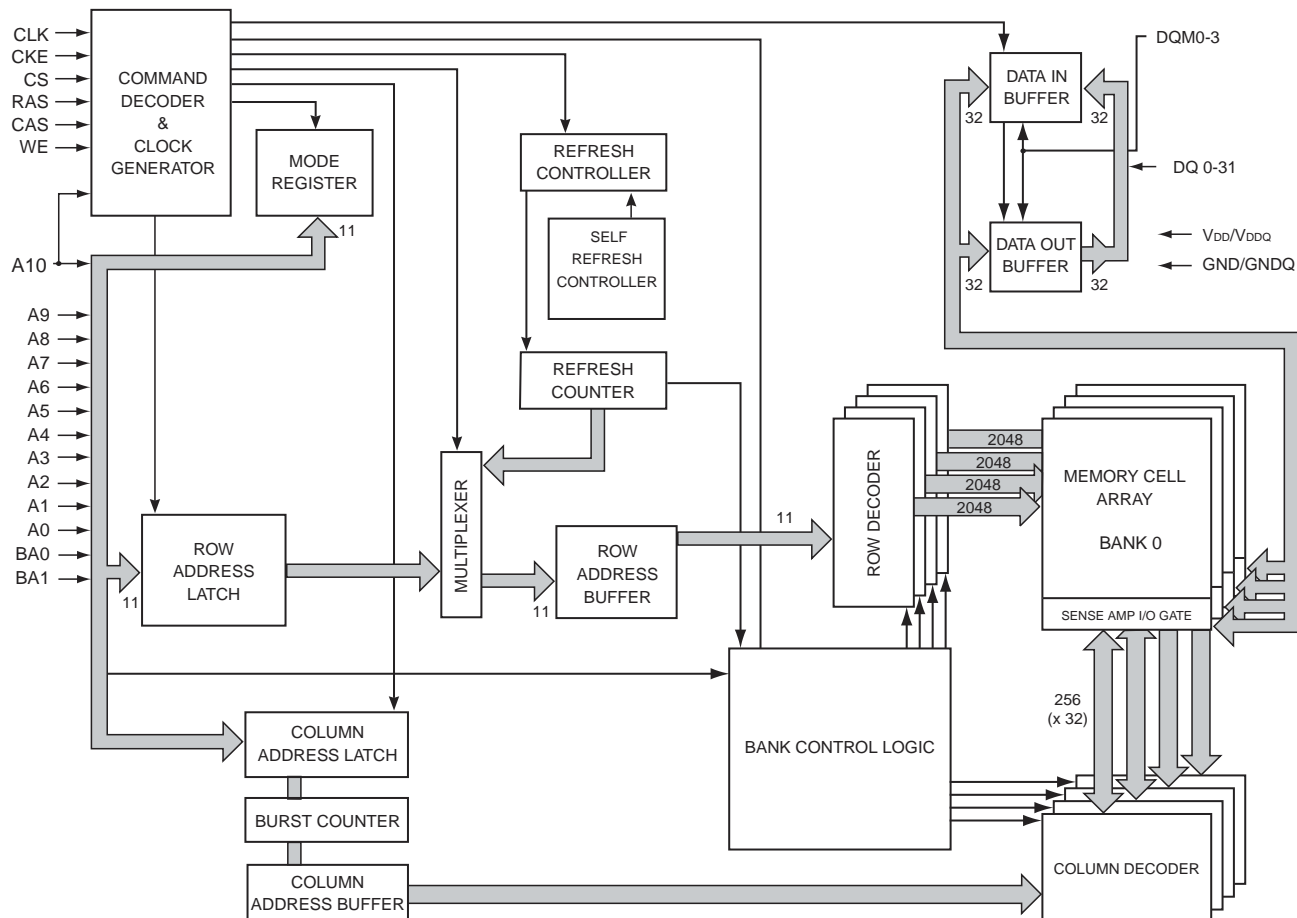 CLK
CKE
CS
RAS
CAS
WE
A10
A9
A8
A7
A6
A5
A4
A3
A2
A1
A0
BA0
BA1
11
COMMAND
DECODER
&
CLOCK
GENERATOR
MODE
REGISTER
11
REFRESH
CONTROLLER
SELF
REFRESH
CONTROLLER
REFRESH
COUNTER
DATA IN
BUFFER
32
32
DATA OUT
BUFFER
32
32
DQM0-3
DQ 0-31
VDD/VDDQ
GND/GNDQ
ROW
ADDRESS
LATCH
MULTIPLEXER
11
ROW
ADDRESS
BUFFER
11
ROW DECODER
2048
2048
2048
2048
MEMORY CELL
ARRAY
BANK 0
SENSE AMP I/O GATE
256
(x 32)
BANK CONTROL LOGIC
COLUMN
ADDRESS LATCH
BURST COUNTER
COLUMN
ADDRESS BUFFER
COLUMN DECODER